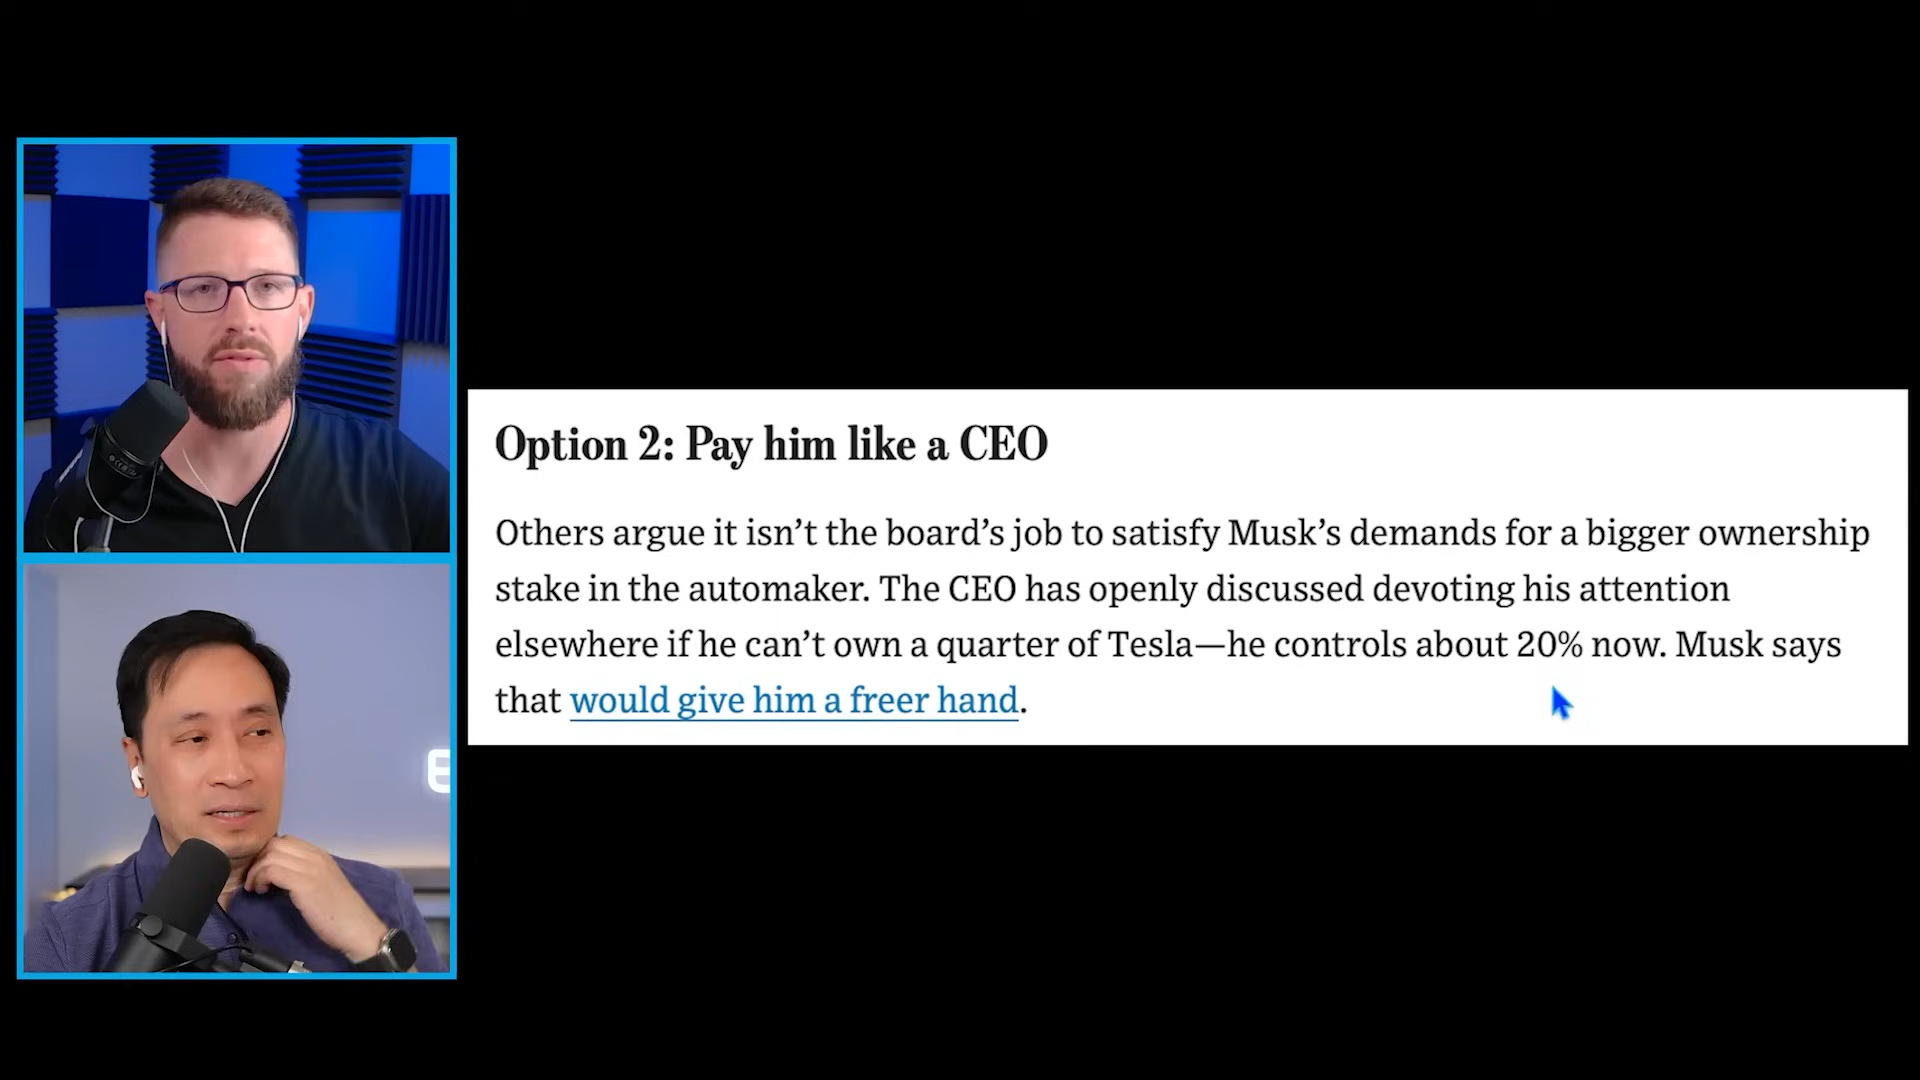 Option 2: Pay him like a CEO
Others argue it isn’t the board’s job to satisfy Musk’s demands for a bigger ownership
stake in the automaker. The CEO has openly discussed devoting his attention
elsewhere if he can’t own a quarter of Tesla—he controls about 20% now. Musk says
that would give him a freer hand.
E